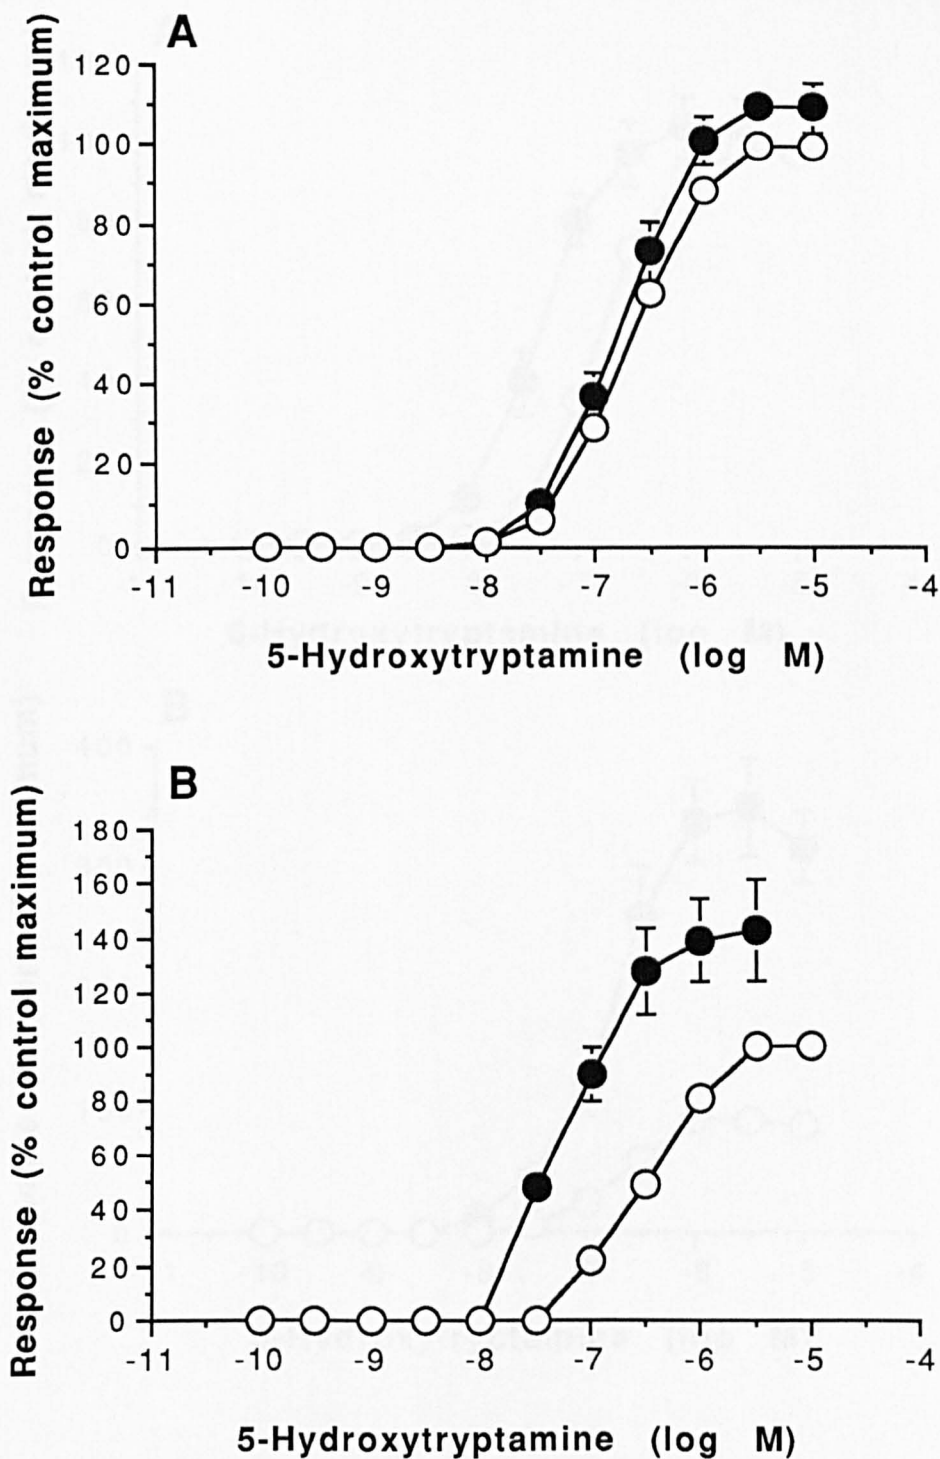 A
Response (% control maximum)
120
100
80
60
40
20
0
-11 -10 -9 -8 -7 -6 -5 -4
5-Hydroxytryptamine (log M)
B
Response (% control maximum)
180
160
140
120
100
80
60
40
20
0
-11 -10 -9 -8 -7 -6 -5 -4
5-Hydroxytryptamine (log M)